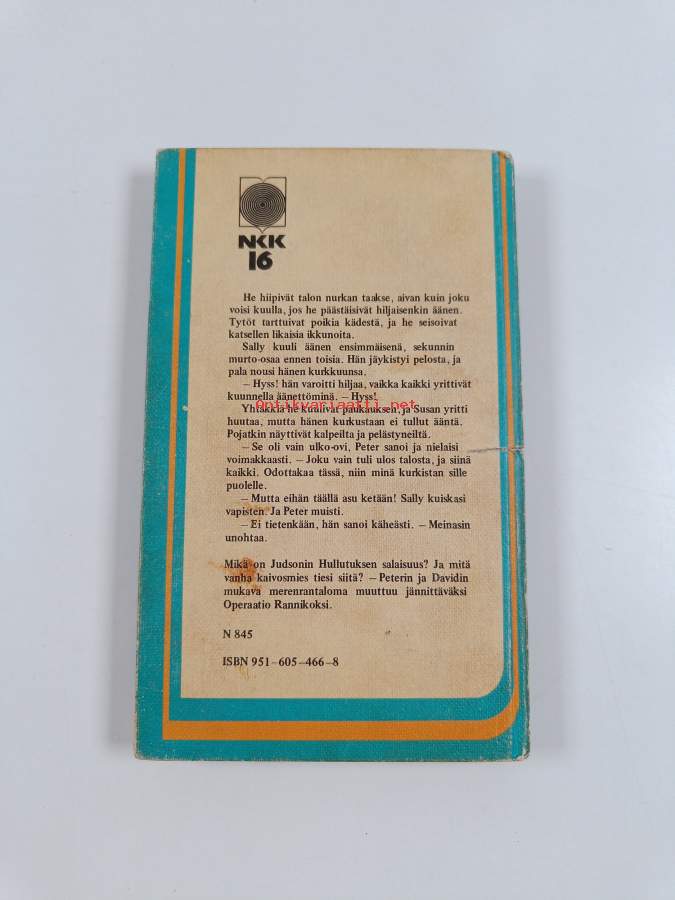 NKK
16
He hiipivät talon nurkan taakse, aivan kuin joku
voisi kuulla, jos he päästäisivät hiljaisenkin äänen.
Tytöt tarttuivat poikia kädestä, ja he seisoivat
katsellen likaisia ikkunoita.
Sally kuuli äänen ensimmäisenä, sekunnin
murto-osaa ennen toisia. Hän jäykistyi pelosta, ja
pala nousi hänen kurkkuunsa.
— Hyss! hän varoitti hiljaa, vaikka kaikki yrittivät
kuunnella äänettöminä. — Hyss!
Antikvariaatti.net
Yhtäkkiä he kuulivat paukauksen, ja Susan yritti
huutaa, mutta hänen kurkustaan ei tullut ääntä.
Pojatkin näyttivät kalpeilta ja pelästyneiltä.
— Se oli vain ulko-ovi, Peter sanoi ja nielaisi
voimakkaasti. — Joku vain tuli ulos talosta, ja siinä
kaikki. Odottakaa tässä, niin minä kurkistan sille
puolelle.
— Mutta eihän täällä asu ketään! Sally kuiskasi
vapisten. Ja Peter muisti.
— Ei tietenkään, hän sanoi käheästi. — Meinasin
unohtaa.
Mikä on Judsonin Hullutuksen salaisuus? Ja mitä
vanha kaivosmies tiesi siitä? — Peterin ja Davidin
mukava merenrantaloma muuttuu jännittäväksi
Operaatio Rannikoksi.
N 845
ISBN 951—605—466—8